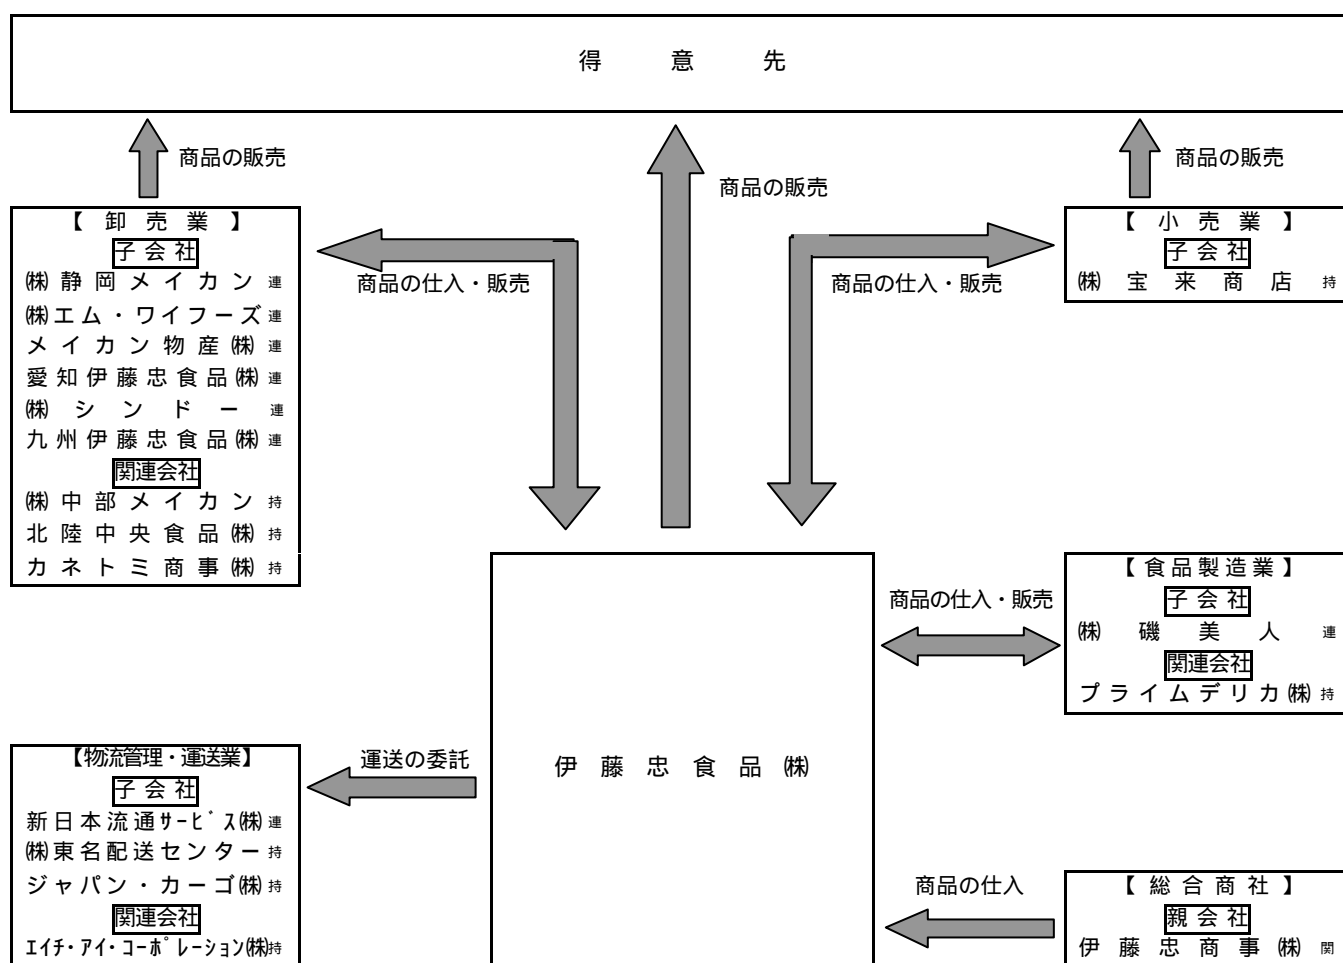 得意先
商品の販売
商品の販売
商品の販売
【卸売業】
子会社
㈱静岡メイカン 連
㈱エム・ワイフーズ 連
メイカン物産㈱ 連
愛知伊藤忠食品㈱ 連
㈱シンドー 連
九州伊藤忠食品㈱ 連
関連会社
㈱中部メイカン 持
北陸中央食品㈱ 持
カネトミ商事㈱ 持
商品の仕入・販売
商品の仕入・販売
【小売業】
子会社
㈱宝来商店 持
商品の仕入・販売
【食品製造業】
子会社
㈱磯美人 連
関連会社
プライムデリカ㈱ 持
【物流管理・運送業】
子会社
新日本流通ｻｰﾋﾞｽ㈱ 連
㈱東名配送センター 持
ジャパン・カーゴ㈱ 持
関連会社
ｴｲﾁ・ｱｲ・ｺｰﾎﾟﾚｰｼｮﾝ㈱持
運送の委託
伊藤忠食品㈱
商品の仕入
【総合商社】
親会社
伊藤忠商事㈱ 関